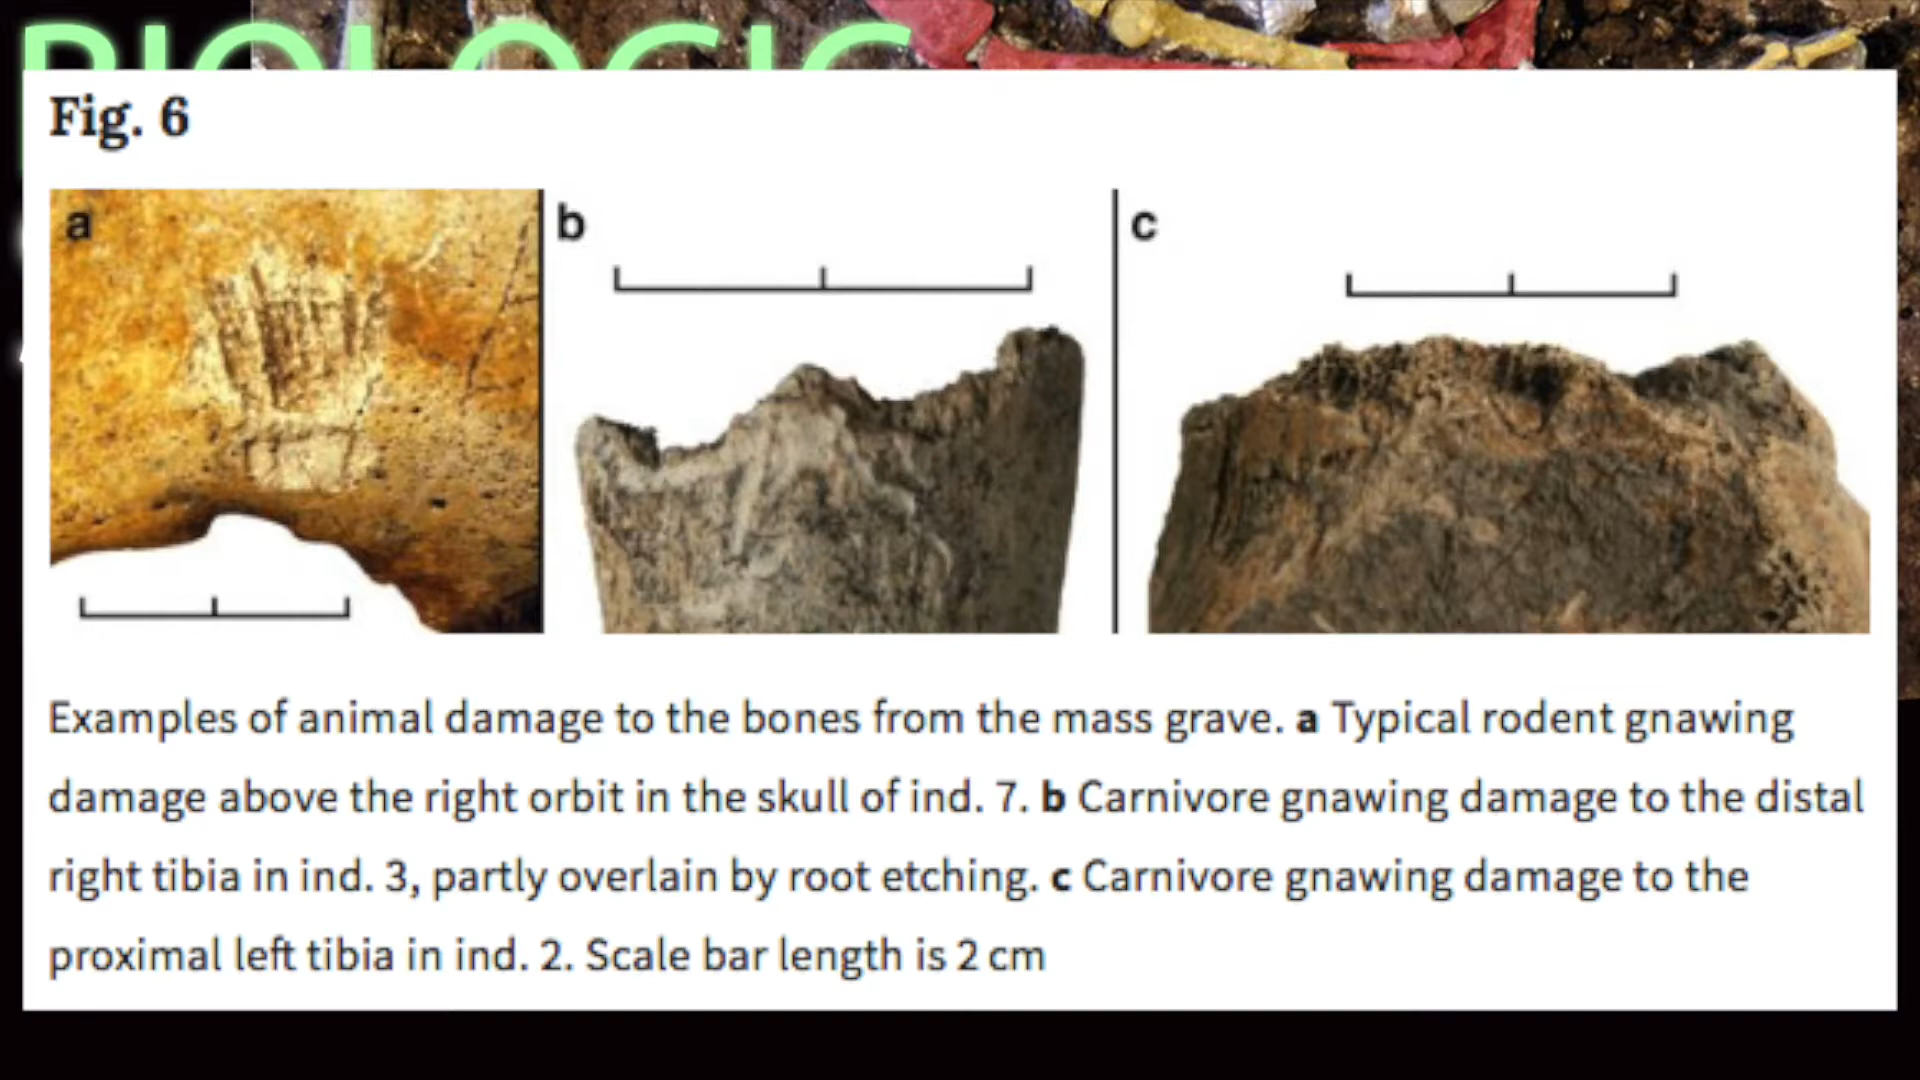 Fig. 6
a
b
c
Examples of animal damage to the bones from the mass grave. a Typical rodent gnawing
damage above the right orbit in the skull of ind. 7. b Carnivore gnawing damage to the distal
right tibia in ind. 3, partly overlain by root etching. c Carnivore gnawing damage to the
proximal left tibia in ind. 2. Scale bar length is 2 cm